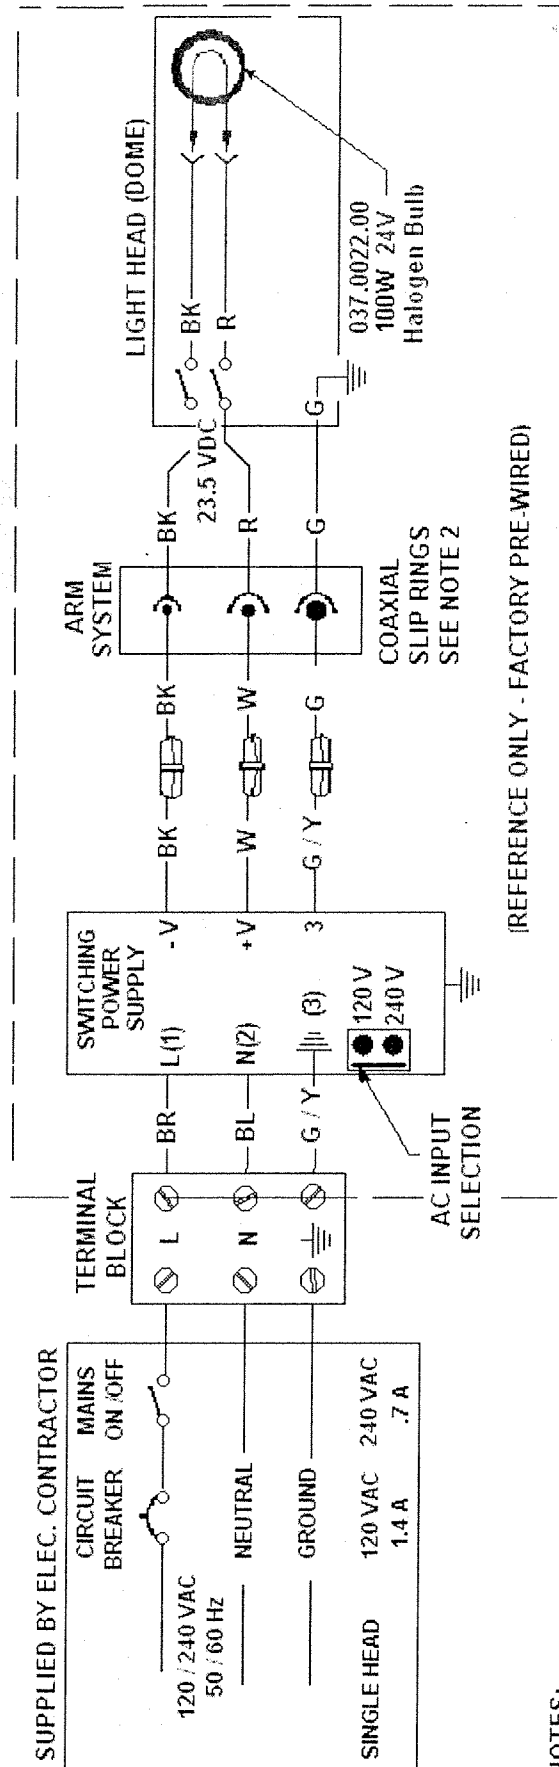 SUPPLIED BY ELEC. CONTRACTOR
CIRCUIT
BREAKER
MAINS
ON /OFF
120 / 240 VAC
50 / 60 Hz
NEUTRAL
GROUND
SINGLE HEAD
120 VAC
1.4 A
240 VAC
.7 A
TERMINAL
BLOCK
L
N
BR
BL
G / Y
SWITCHING
POWER
SUPPLY
L(1)
N(2)
(3)
- V
+ V
3
120 V
240 V
AC INPUT
SELECTION
BK
W
G / Y
BK
W
G
ARM
SYSTEM
COAXIAL
SLIP RINGS
SEE NOTE 2
BK
R
G
23.5 VDC
LIGHT HEAD (DOME)
BK
R
G
037.0022.00
100W 24V
Halogen Bulb
(REFERENCE ONLY - FACTORY PRE-WIRED)
NOTES: